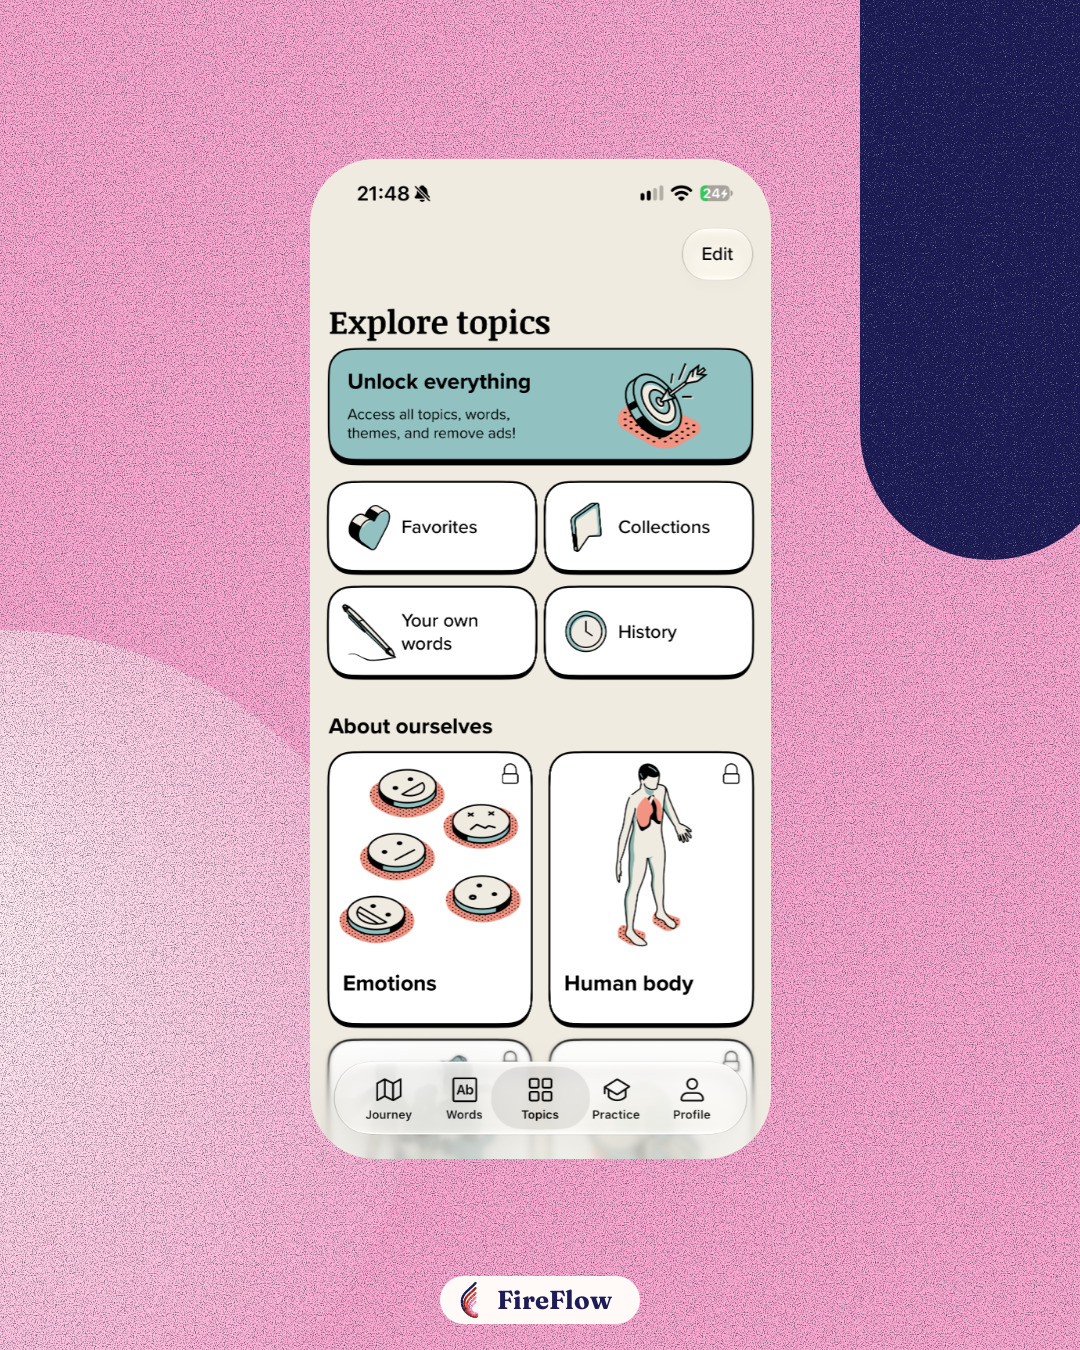 21:48
24
Edit
Explore topics
Unlock everything
Access all topics, words,
themes, and remove ads!
Favorites
Collections
Your own
words
History
About ourselves
Emotions
Human body
Ab
Journey
Words
Topics
Practice
Profile
FireFlow